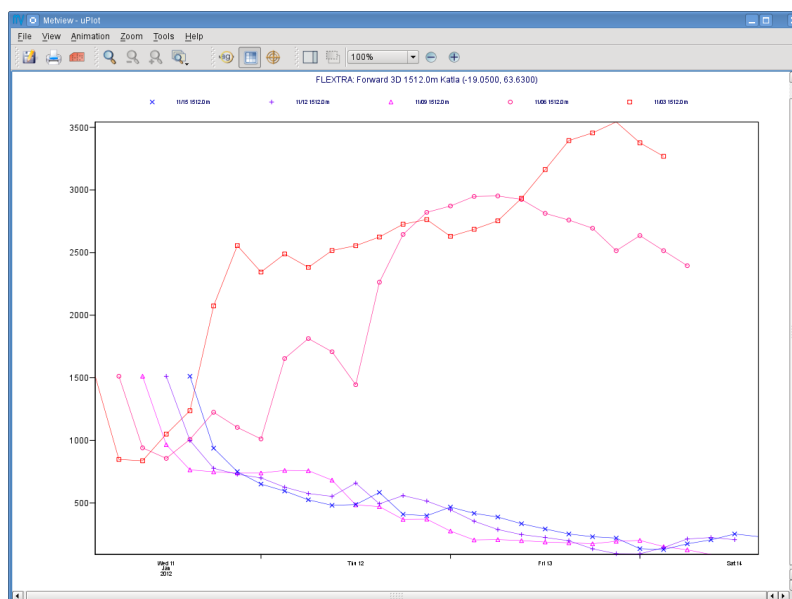 Metview - uPlot
File View Animation Zoom Tools Help
100%
FLEXTRA: Forward 3D 1512.0m Katla (-19.0500, 63.6300)
11/15 1512.0m 11/12 1512.0m 11/09 1512.0m 11/06 1512.0m 11/03 1512.0m
3500
3000
2500
2000
1500
1000
500
Wed 11 Thu 12 Fri 13 Sat 14
Jan
2012